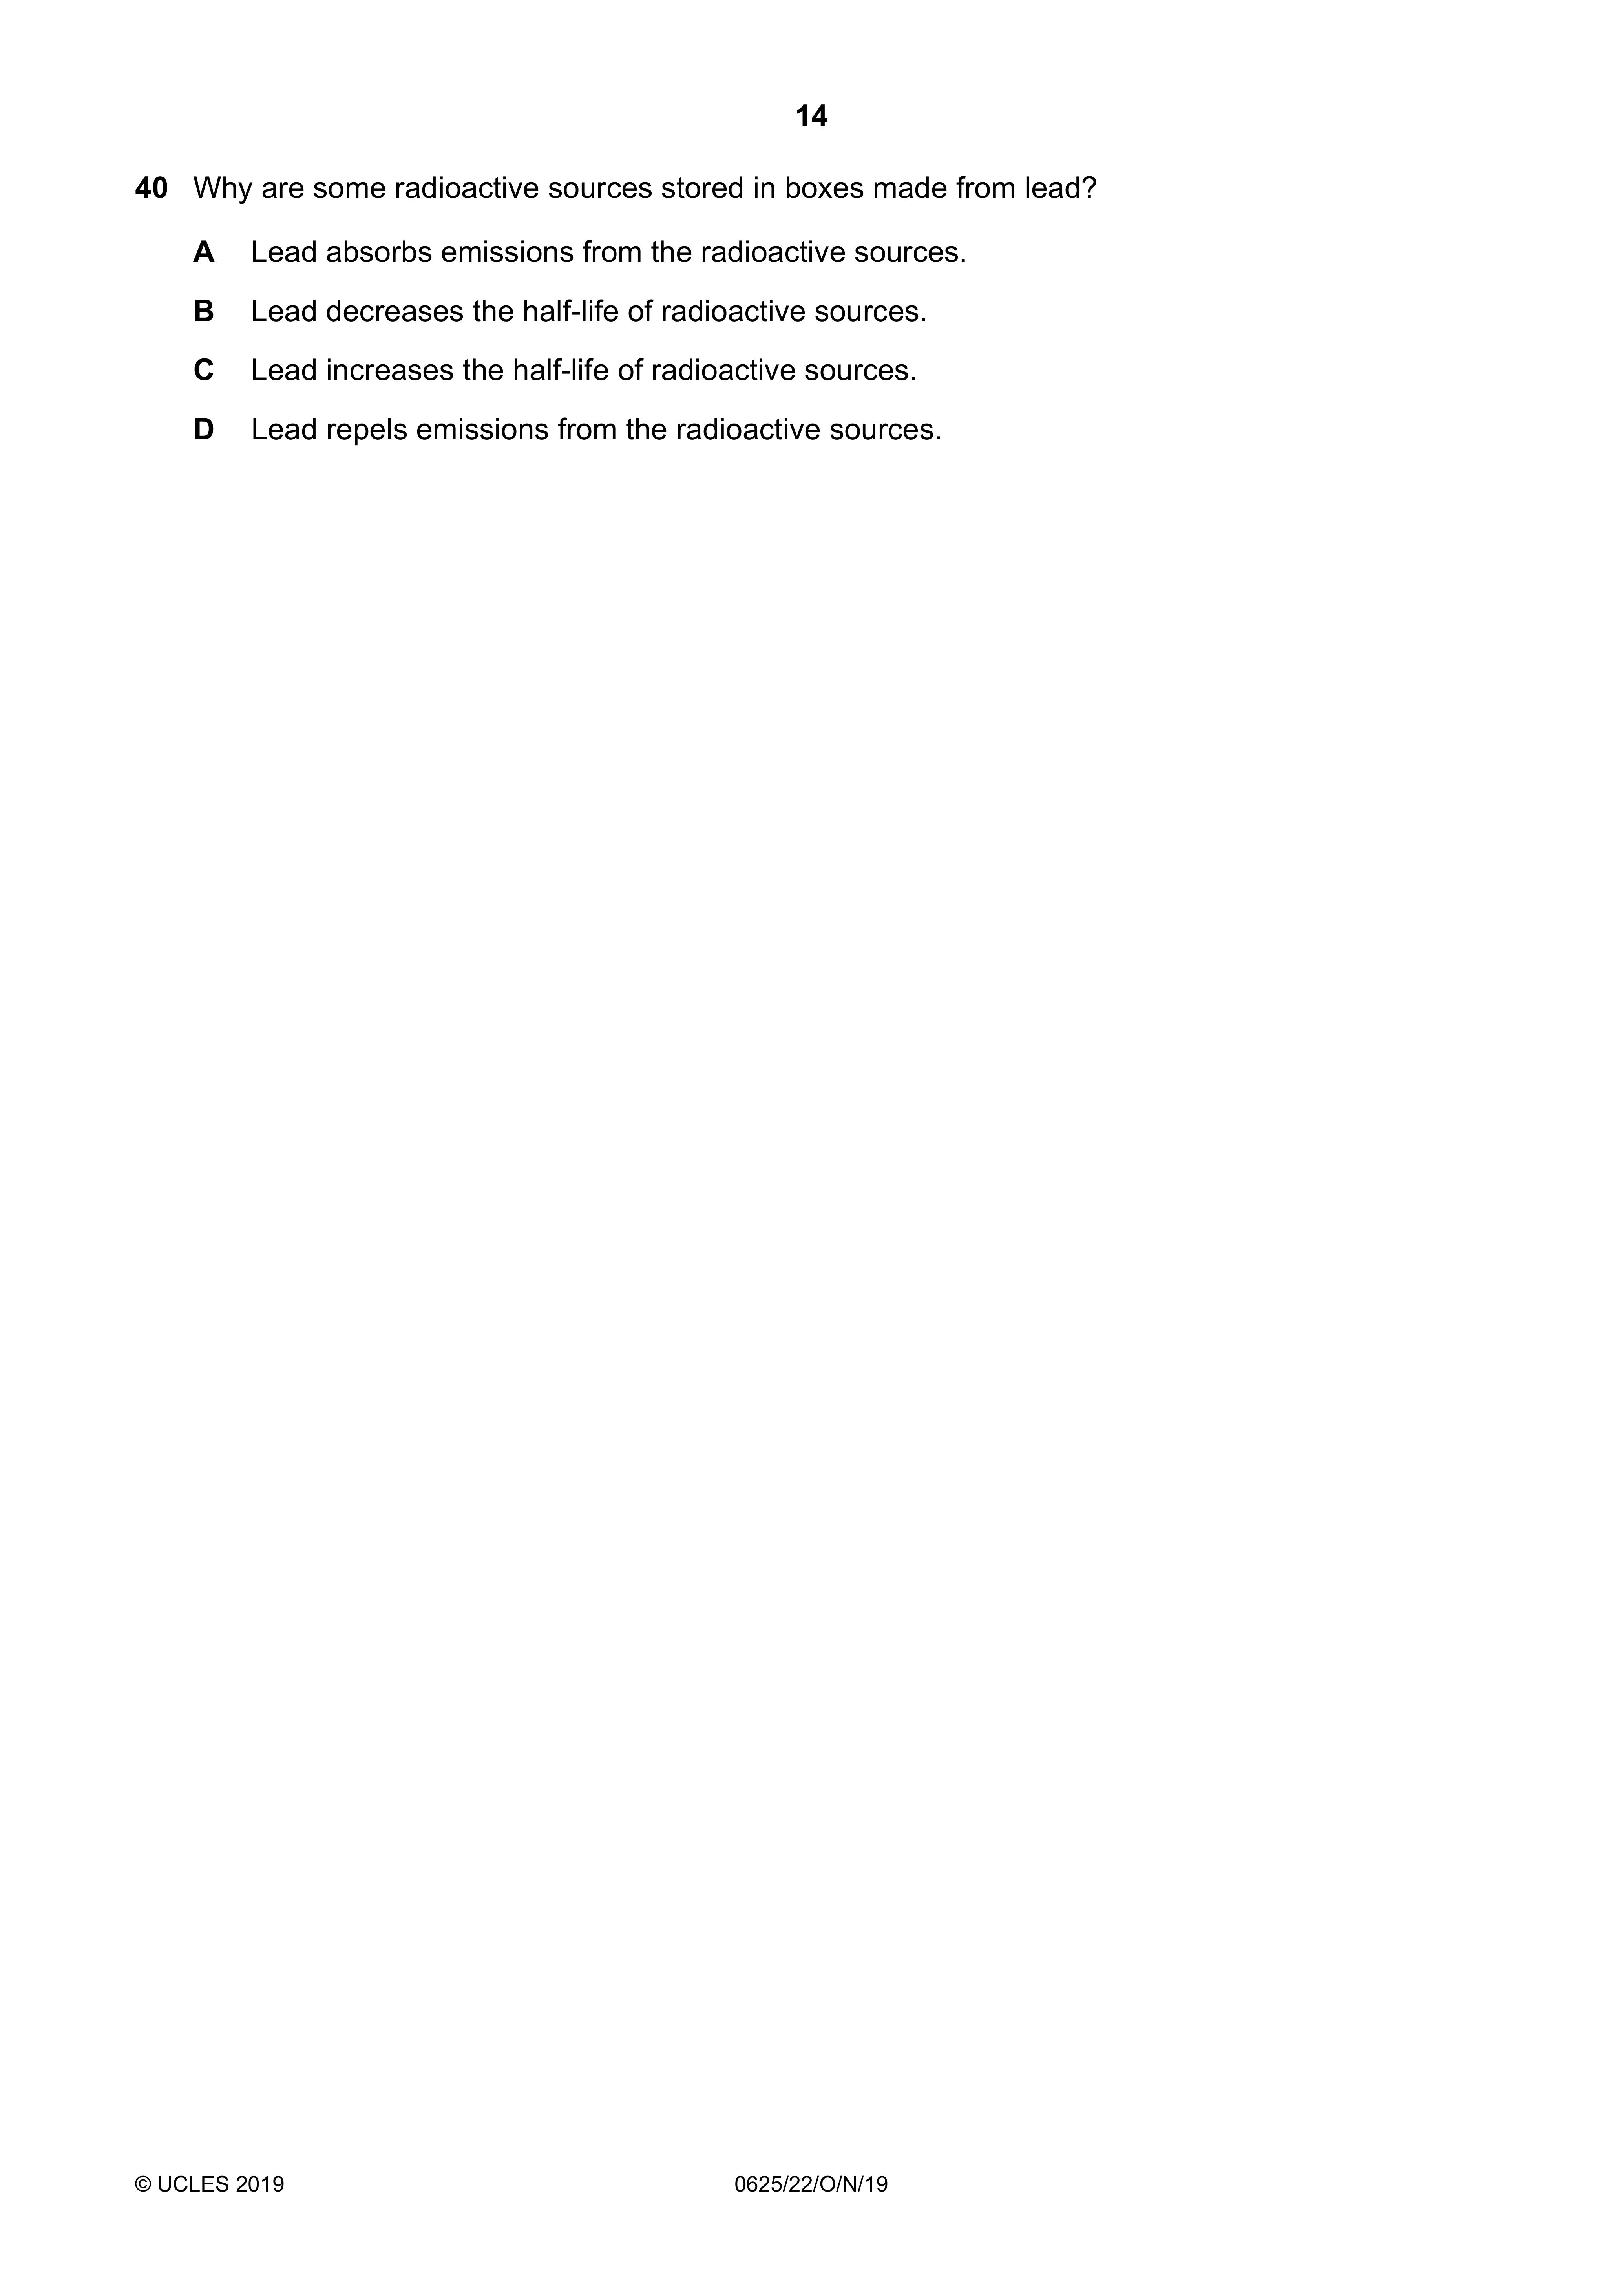 14
40 Why are some radioactive sources stored in boxes made from lead?
A Lead absorbs emissions from the radioactive sources.
B Lead decreases the half-life of radioactive sources.
C Lead increases the half-life of radioactive sources.
D Lead repels emissions from the radioactive sources.
© UCLES 2019 0625/22/O/N/19